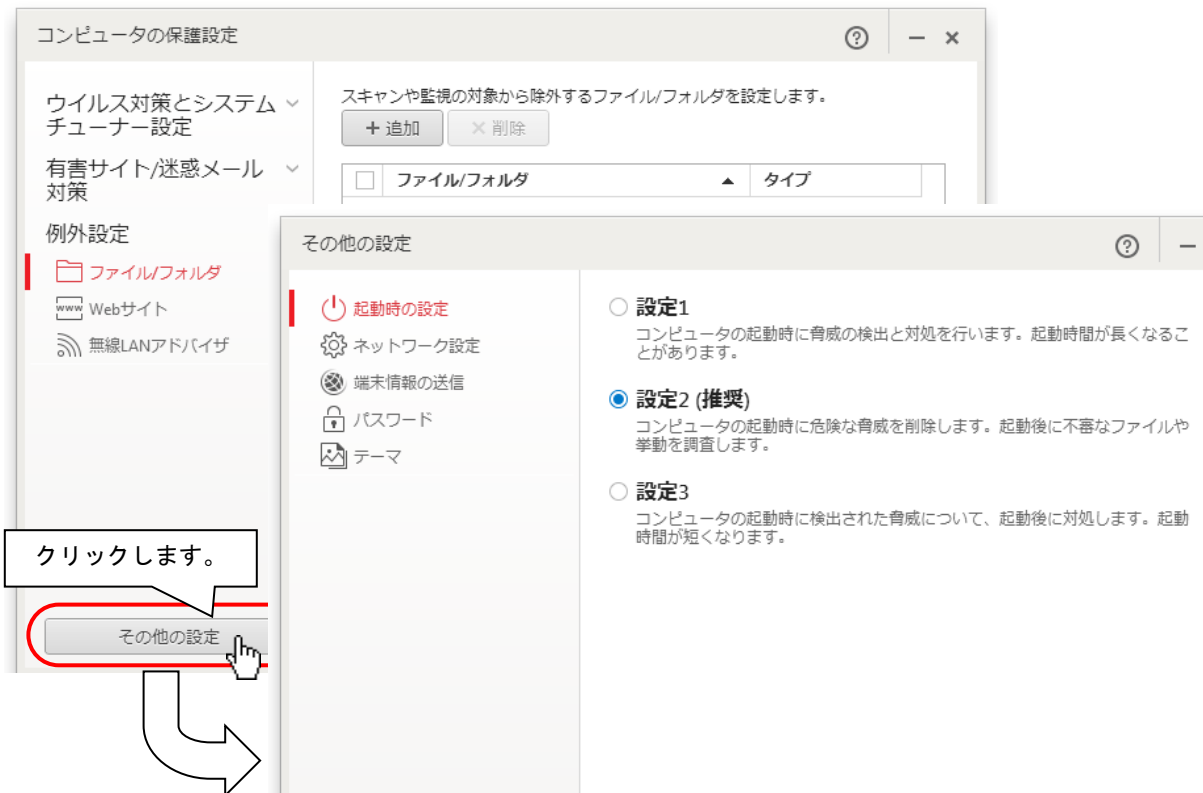 コンピュータの保護設定
ウイルス対策とシステム
チューナー設定
有害サイト/迷惑メール
対策
例外設定
ファイル/フォルダ
www Webサイト
無線LANアドバイザ
スキャンや監視の対象から除外するファイル/フォルダを設定します。
+ 追加 × 削除
ファイル/フォルダ タイプ
クリックします。
その他の設定
その他の設定
起動時の設定
ネットワーク設定
端末情報の送信
パスワード
テーマ
設定1
コンピュータの起動時に脅威の検出と対処を行います。起動時間が長くなるこ
とがあります。
設定2 (推奨)
コンピュータの起動時に危険な脅威を削除します。起動後に不審なファイルや
挙動を調査します。
設定3
コンピュータの起動時に検出された脅威について、起動後に対処します。起動
時間が短くなります。